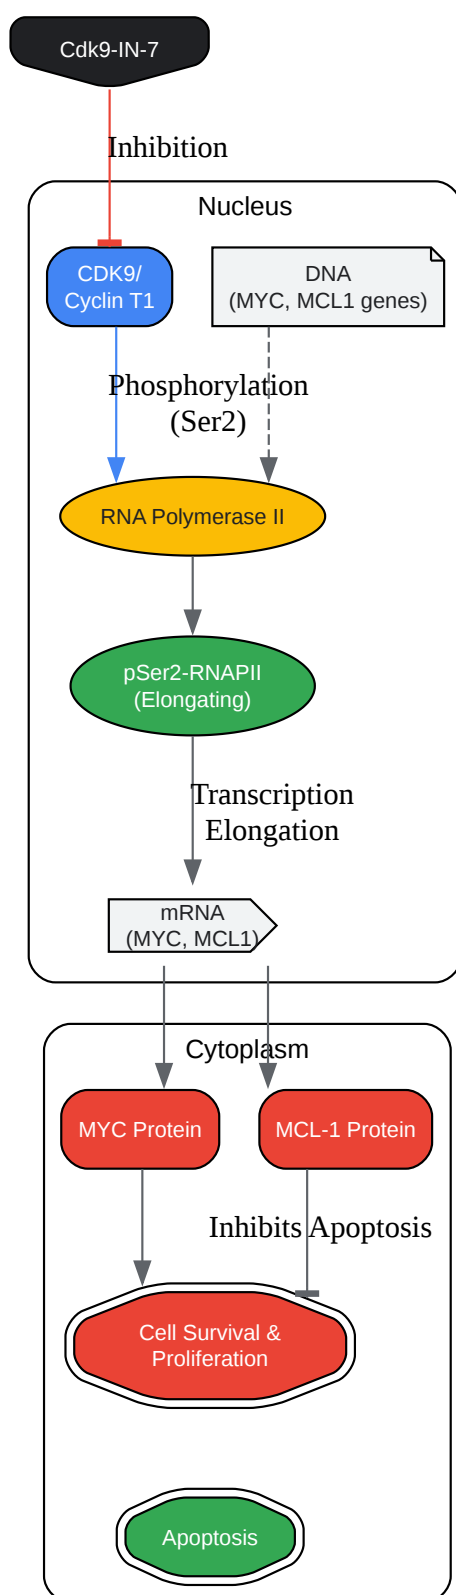 Cdk9-IN-7
Inhibition
Nucleus
CDK9/
Cyclin T1
DNA
(MYC, MCL1 genes)
Phosphorylation
(Ser2)
RNA Polymerase II
pSer2-RNAPII
(Elongating)
Transcription
Elongation
mRNA
(MYC, MCL1)
Cytoplasm
MYC Protein
MCL-1 Protein
Inhibits Apoptosis
Cell Survival &
Proliferation
Apoptosis